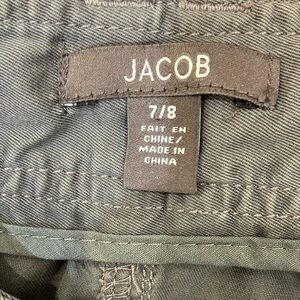 JACOB
7/8
FAIT EN
CHINE/
MADE IN
CHINA